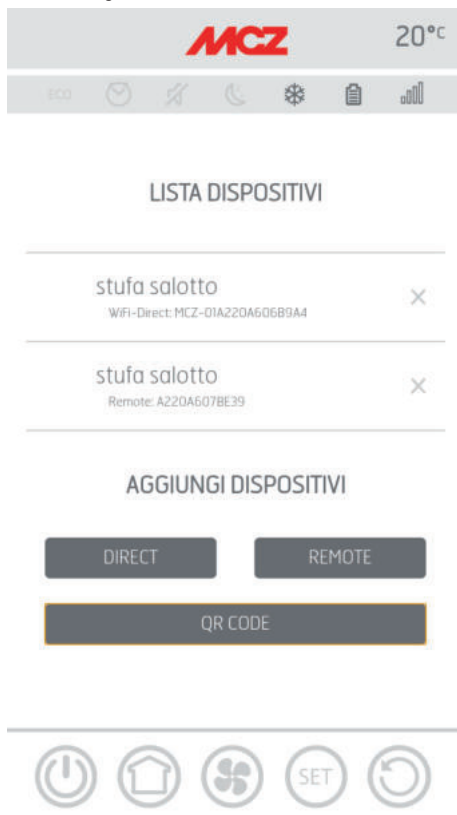 MCZ
20°C
ECO
LISTA DISPOSITIVI
stufa salotto
WiFi-Direct: MCZ-01A220A606B9A4
stufa salotto
Remote: A220A607BE39
AGGIUNGI DISPOSITIVI
DIRECT
REMOTE
QR CODE
SET